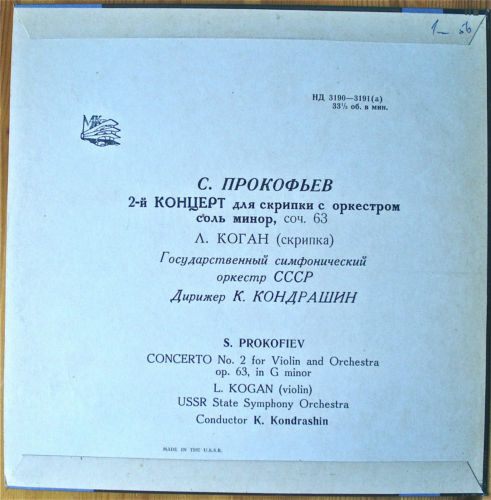 НД 3190—3191(а)
33⅓ об. в мин.
С. ПРОКОФЬЕВ
2-й КОНЦЕРТ для скрипки с оркестром
соль минор, соч. 63
Л. КОГАН (скрипка)
Государственный симфонический
оркестр СССР
Дирижер К. КОНДРАШИН
S. PROKOFIEV
CONCERTO No. 2 for Violin and Orchestra
op. 63, in G minor
L. KOGAN (violin)
USSR State Symphony Orchestra
Conductor K. Kondrashin
MADE IN THE U.S.S.R.